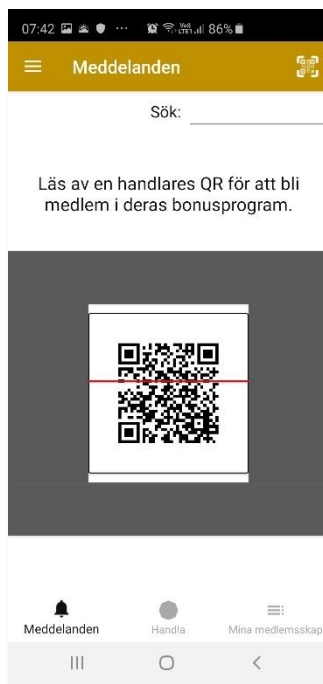 07:42 86%
Meddelanden
Sök:
Läs av en handlares QR för att bli
medlem i deras bonusprogram.
Meddelanden Handla Mina medlemsskap